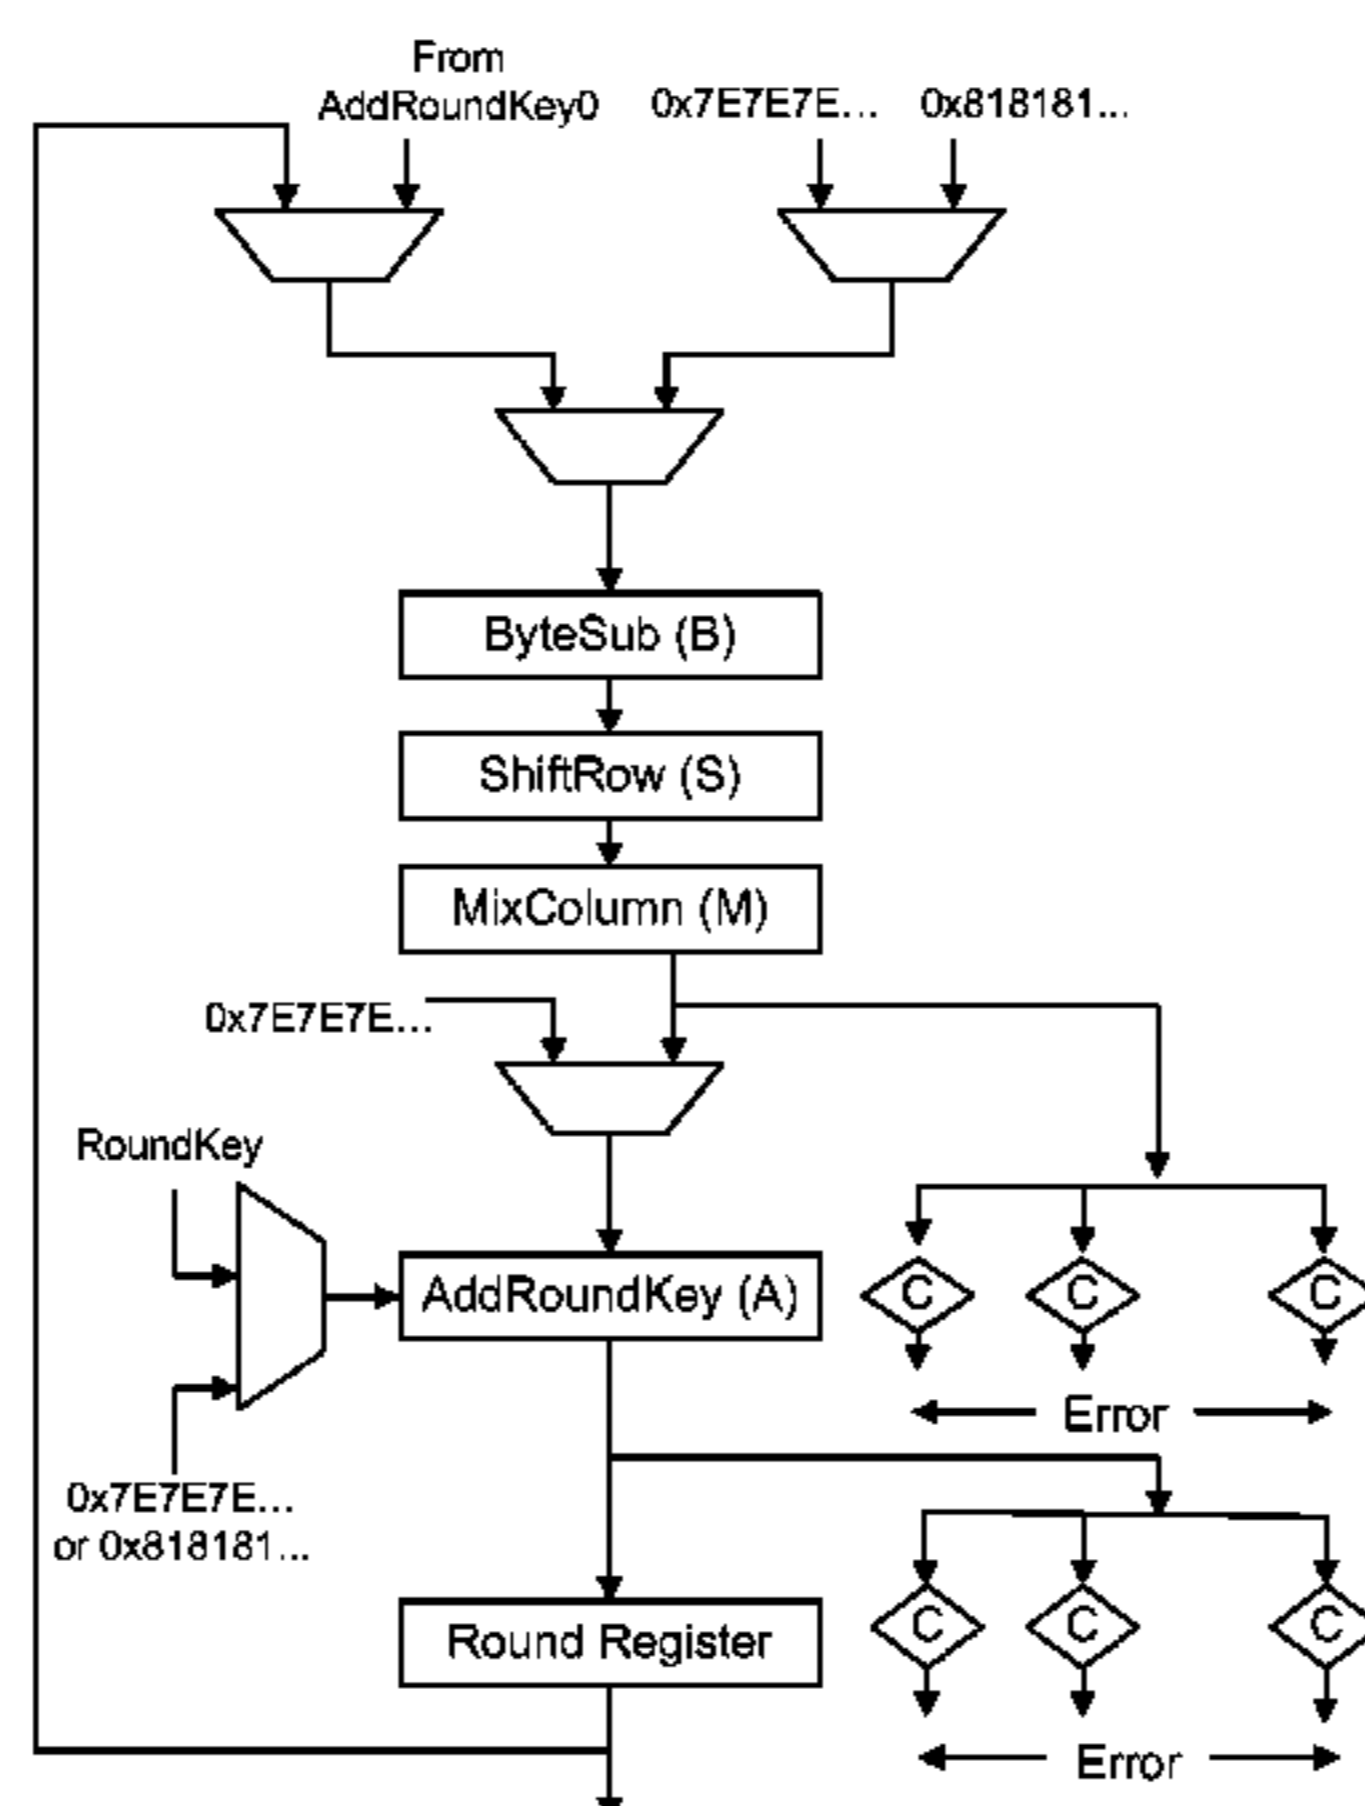 From
AddRoundKey0
0x7E7E7E...
0x818181...
ByteSub (B)
ShiftRow (S)
MixColumn (M)
0x7E7E7E...
RoundKey
AddRoundKey (A)
C
C
C
Error
0x7E7E7E...
or 0x818181...
Round Register
C
C
C
Error